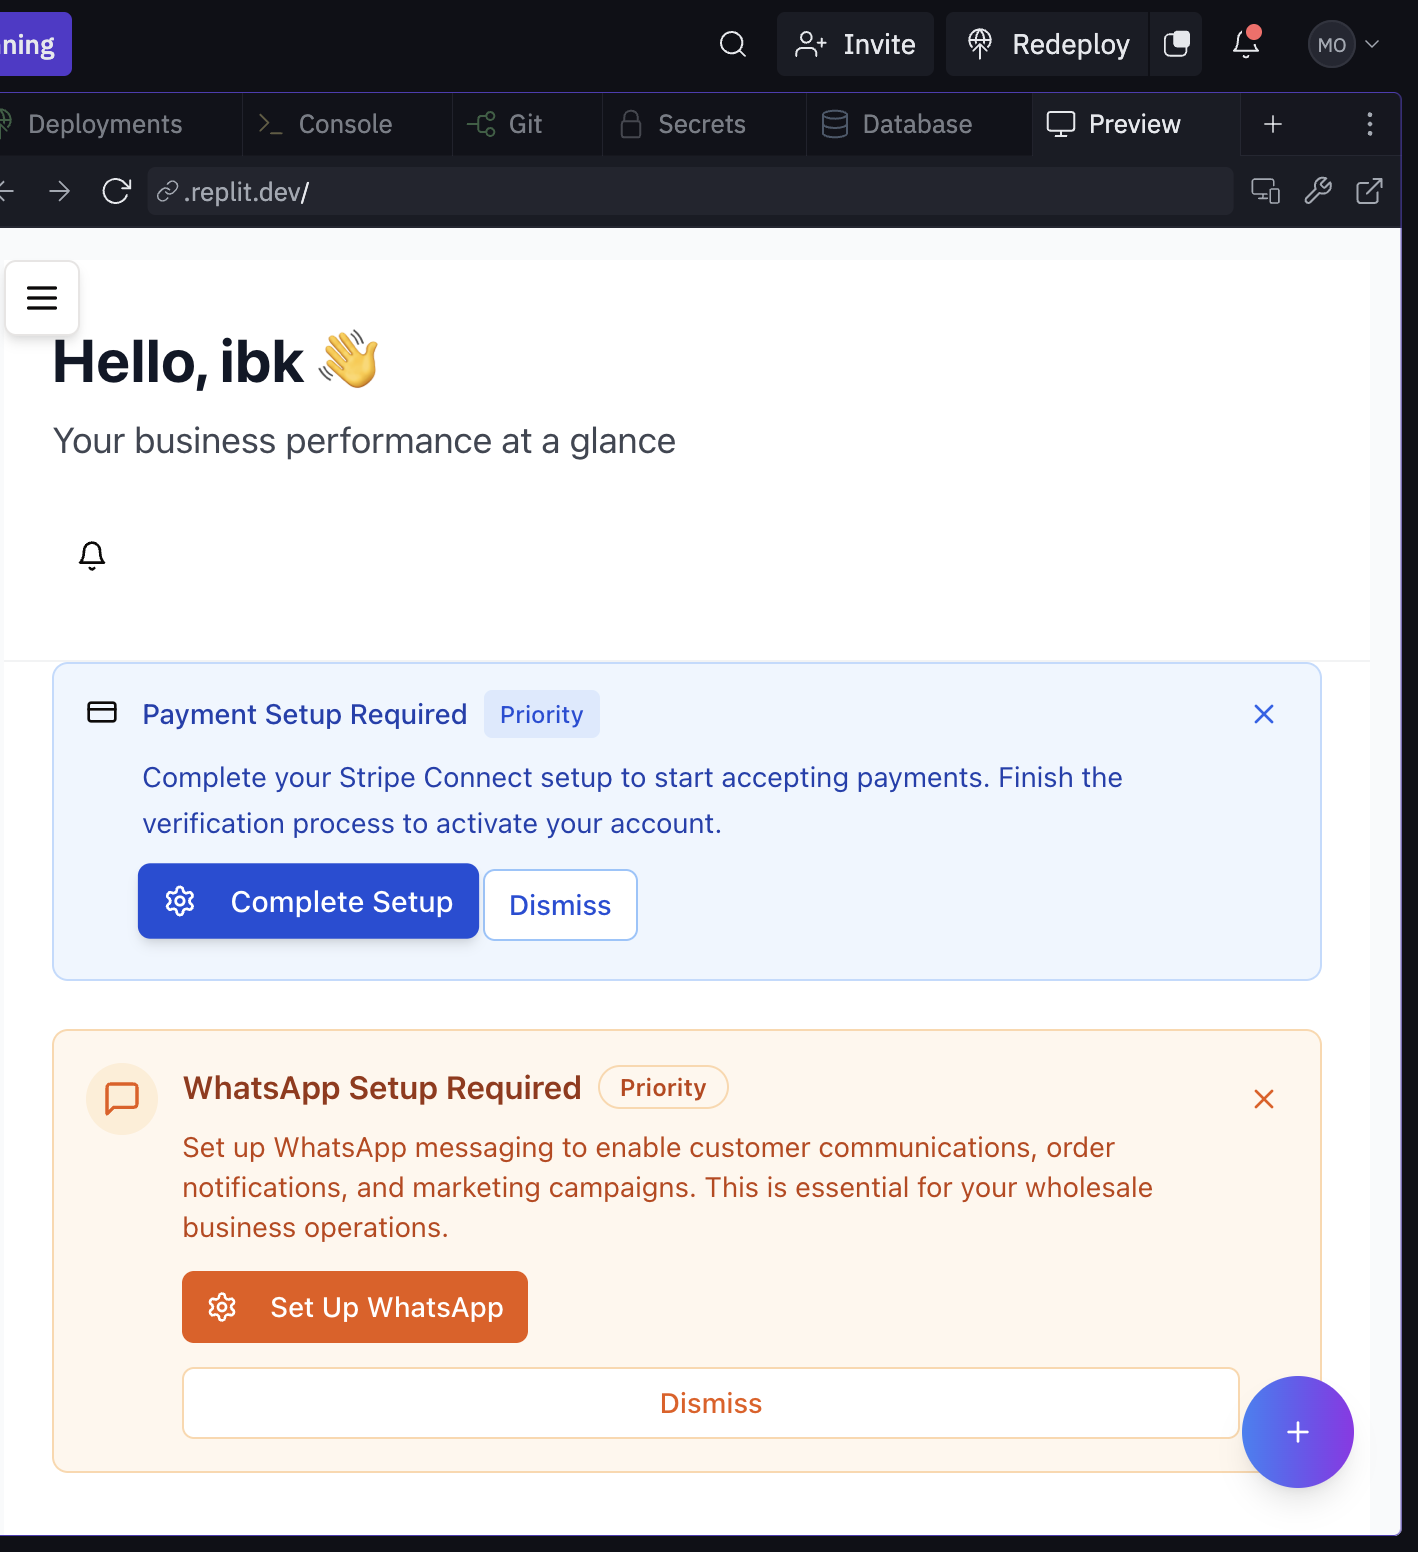 ning
Invite
Redeploy
MO
Deployments
Console
Git
Secrets
Database
Preview
.replit.dev/
Hello, ibk 👋
Your business performance at a glance
Payment Setup Required
Priority
Complete your Stripe Connect setup to start accepting payments. Finish the
verification process to activate your account.
Complete Setup
Dismiss
WhatsApp Setup Required
Priority
Set up WhatsApp messaging to enable customer communications, order
notifications, and marketing campaigns. This is essential for your wholesale
business operations.
Set Up WhatsApp
Dismiss